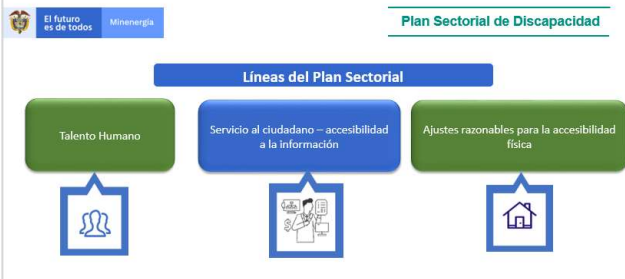 El futuro
es de todos
Minenergía
Plan Sectorial de Discapacidad
Líneas del Plan Sectorial
Talento Humano
Servicio al ciudadano – accesibilidad
a la información
Ajustes razonables para la accesibilidad
física